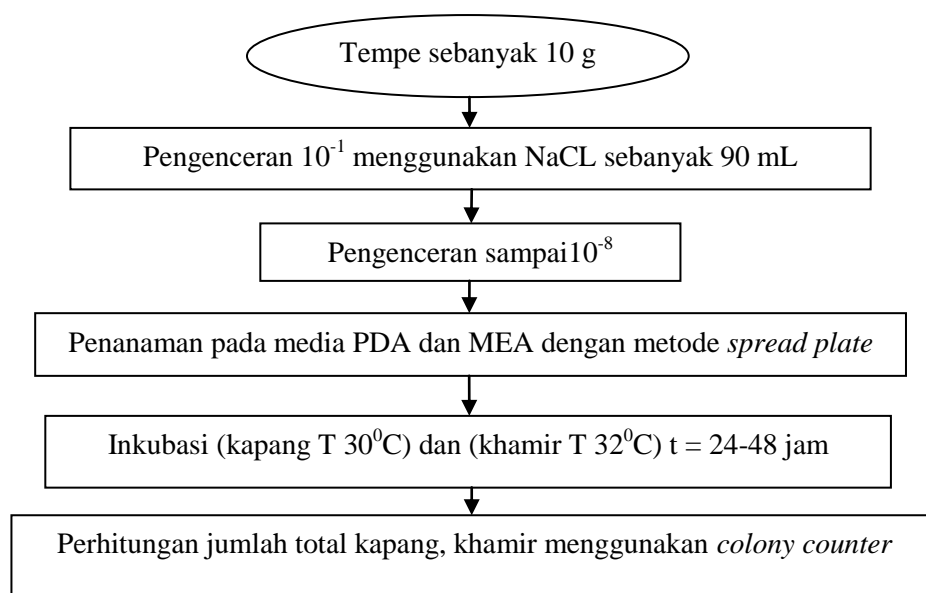 Tempe sebanyak 10 g
Pengenceran 10⁻¹ menggunakan NaCL sebanyak 90 mL
Pengenceran sampai10⁻⁸
Penanaman pada media PDA dan MEA dengan metode spread plate
Inkubasi (kapang T 30⁰C) dan (khamir T 32⁰C) t = 24-48 jam
Perhitungan jumlah total kapang, khamir menggunakan colony counter